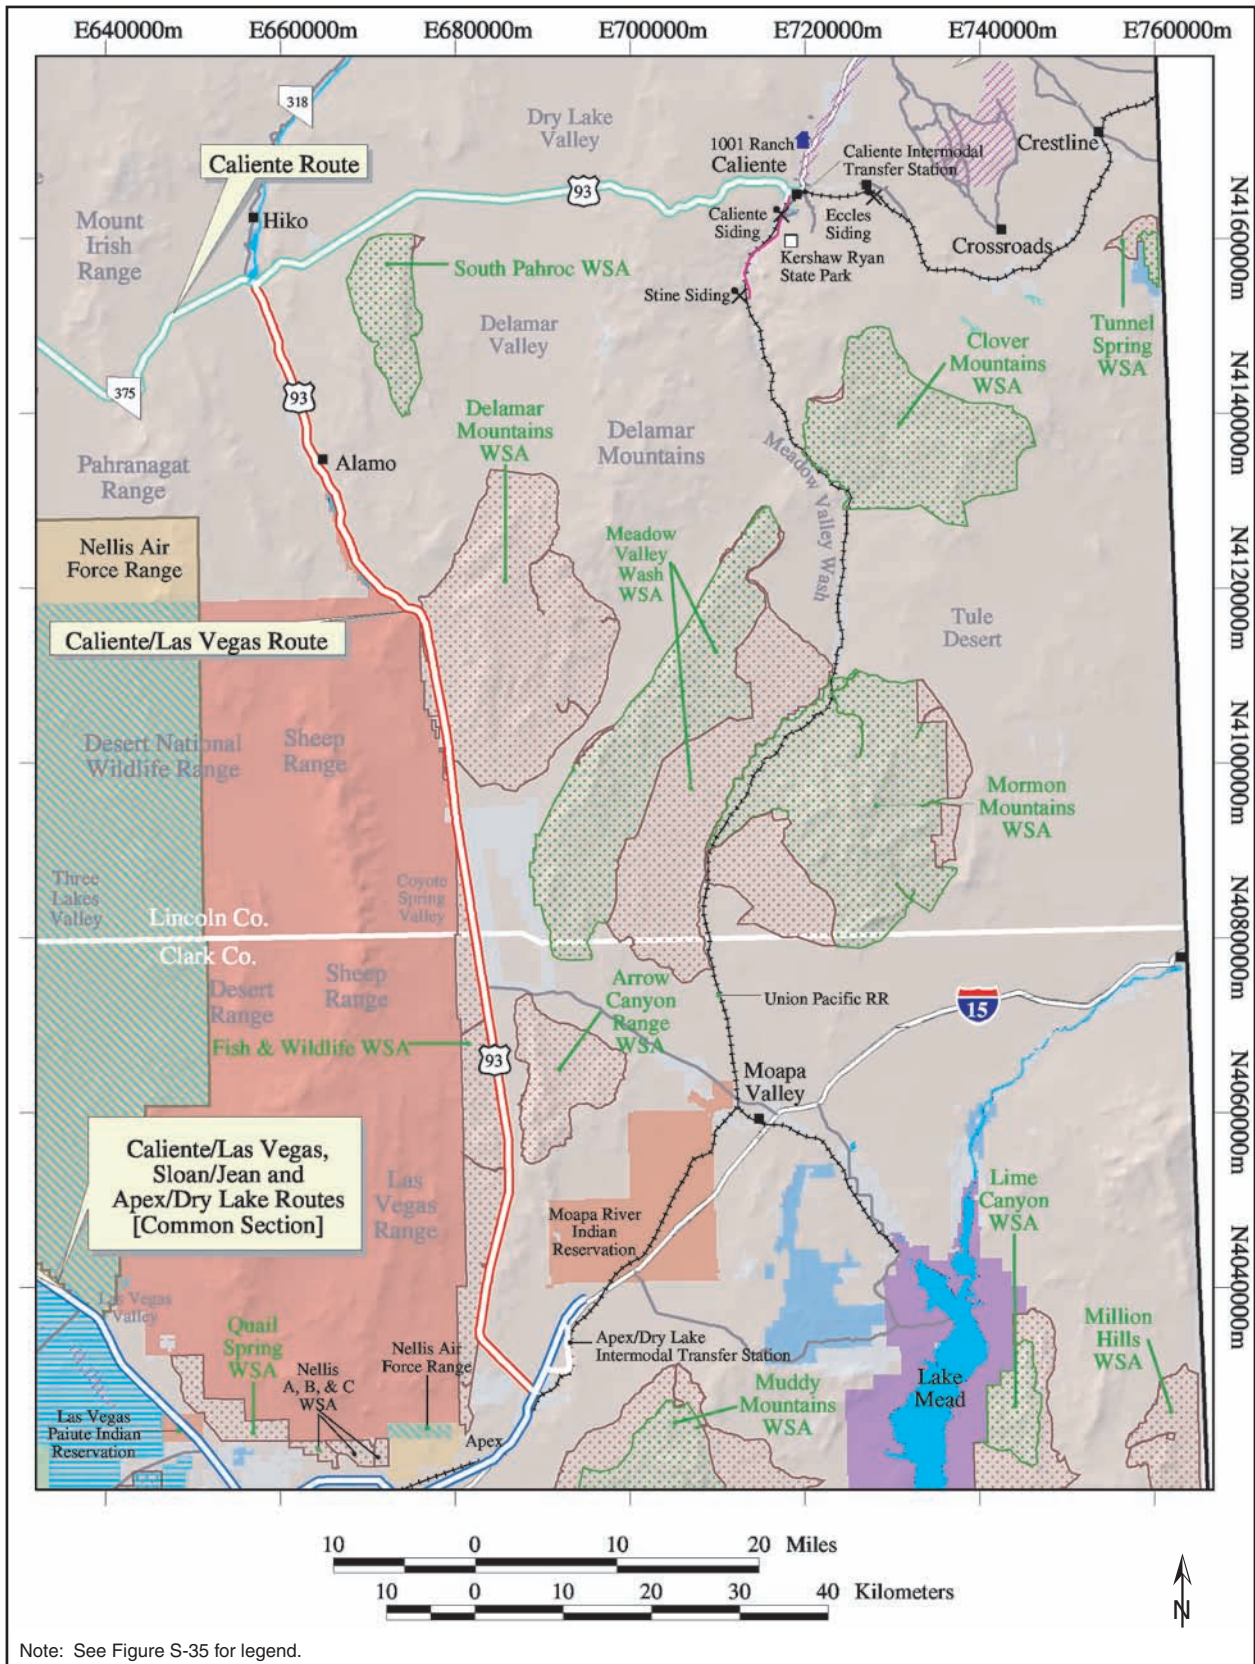 E640000m E660000m E680000m E700000m E720000m E740000m E760000m
318
Dry Lake
Valley
1001 Ranch
Caliente
Caliente Intermodal
Transfer Station
Crestline
Caliente Route
93
Mount
Irish
Range
Hiko
Caliente
Siding
Eccles
Siding
Crossroads
N4160000m
Kershaw Ryan
State Park
South Pahroc WSA
Stine Siding
Delamar
Valley
Clover
Mountains
WSA
Tunnel
Spring
WSA
375
93
N4140000m
Delamar
Mountains
WSA
Delamar
Mountains
Meadow Valley Wash
Pahranagat
Range
Alamo
Nellis Air
Force Range
Meadow
Valley
Wash
WSA
N4120000m
Caliente/Las Vegas Route
Tule
Desert
Desert National
Wildlife Range
Sheep
Range
N4100000m
Mormon
Mountains
WSA
Three
Lakes
Valley
Coyote
Spring
Valley
Lincoln Co.
Clark Co.
N4080000m
Desert
Range
Sheep
Range
Arrow
Canyon
Range
WSA
Union Pacific RR
15
Fish & Wildlife WSA
93
Moapa
Valley
N4060000m
Caliente/Las Vegas,
Sloan/Jean and
Apex/Dry Lake Routes
[Common Section]
Las
Vegas
Range
Moapa River
Indian
Reservation
Lime
Canyon
WSA
N4040000m
Las Vegas
Valley
Quail
Spring
WSA
Nellis
A, B, & C
WSA
Nellis Air
Force Range
Apex/Dry Lake
Intermodal Transfer Station
Million
Hills
WSA
Muddy
Mountains
WSA
Lake
Mead
Las Vegas
Paiute Indian
Reservation
Apex
10 0 10 20 Miles
10 0 10 20 30 40 Kilometers
N
Note: See Figure S-35 for legend.